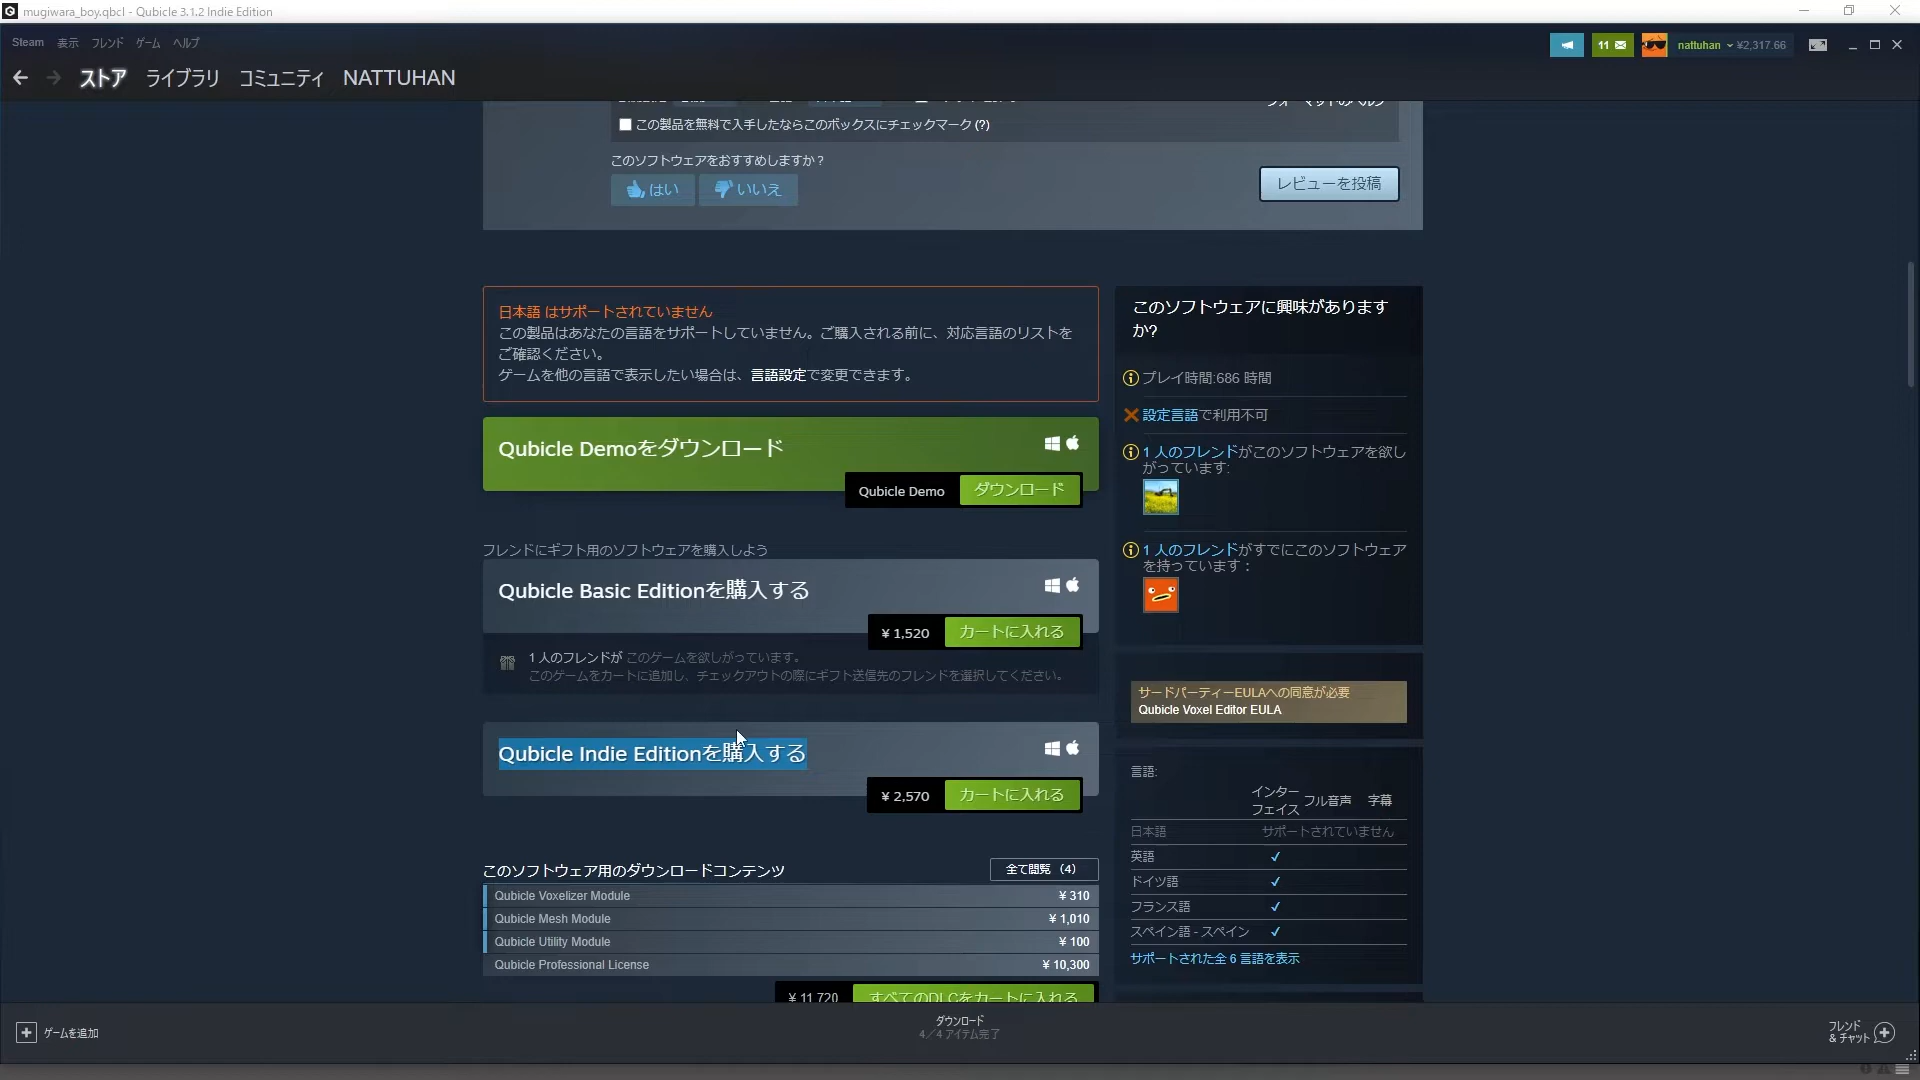 mugiwara_boy.qbcl - Qubicle 3.1.2 Indie Edition
Steam 表示 フレンド ゲーム ヘルプ
11
nattuhan ¥2,317.66
ストア ライブラリ コミュニティ NATTUHAN
この製品を無料で入手したならこのボックスにチェックマーク (?)
このソフトウェアをおすすめしますか?
はい いいえ
レビューを投稿
日本語 はサポートされていません
この製品はあなたの言語をサポートしていません。ご購入される前に、対応言語のリストを
ご確認ください。
ゲームを他の言語で表示したい場合は、言語設定で変更できます。
Qubicle Demoをダウンロード
Qubicle Demo ダウンロード
フレンドにギフト用のソフトウェアを購入しよう
Qubicle Basic Editionを購入する
¥ 1,520 カートに入れる
1 人のフレンドが このゲームを欲しがっています。
このゲームをカートに追加し、チェックアウトの際にギフト送信先のフレンドを選択してください。
Qubicle Indie Editionを購入する
¥ 2,570 カートに入れる
このソフトウェア用のダウンロードコンテンツ 全て閲覧 (4)
Qubicle Voxelizer Module ¥ 310
Qubicle Mesh Module ¥ 1,010
Qubicle Utility Module ¥ 100
Qubicle Professional License ¥ 10,300
¥ 11,720 すべてのDLCをカートに入れる
このソフトウェアに興味があります
か?
プレイ時間:686 時間
設定言語で利用不可
1 人のフレンドがこのソフトウェアを欲し
がっています:
1 人のフレンドがすでにこのソフトウェア
を持っています:
サードパーティーEULAへの同意が必要
Qubicle Voxel Editor EULA
言語:
インター
フェイス フル音声 字幕
日本語 サポートされていません
英語 ✓
ドイツ語 ✓
フランス語 ✓
スペイン語 - スペイン ✓
サポートされた全 6 言語を表示
ゲームを追加
ダウンロード
4/4 アイテム完了
フレンド
& チャット